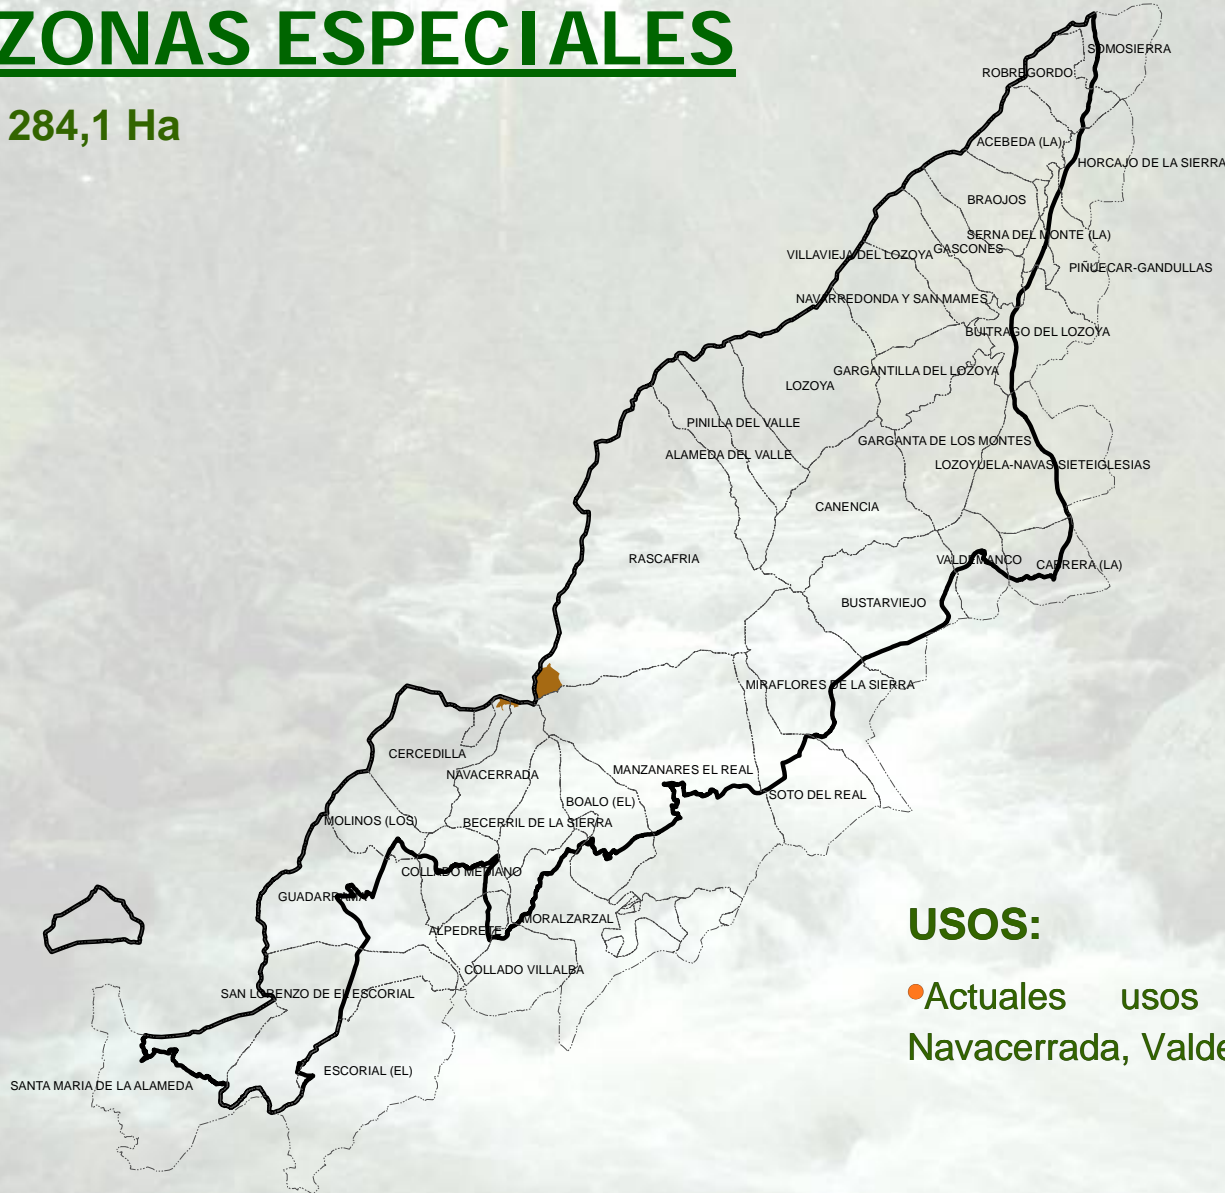 ZONAS ESPECIALES
284,1 Ha
SOMOSIERRA
ROBREGORDO
ACEBEDA (LA)
HORCAJO DE LA SIERRA
BRAOJOS
SERNA DEL MONTE (LA)
GASCONES
VILLAVIEJA DEL LOZOYA
PIÑUECAR-GANDULLAS
NAVARREDONDA Y SAN MAMES
BUITRAGO DEL LOZOYA
GARGANTILLA DEL LOZOYA
LOZOYA
PINILLA DEL VALLE
GARGANTA DE LOS MONTES
ALAMEDA DEL VALLE
LOZOYUELA-NAVAS-SIETEIGLESIAS
CANENCIA
RASCAFRIA
VALDEMANCO
CABRERA (LA)
BUSTARVIEJO
MIRAFLORES DE LA SIERRA
CERCEDILLA
NAVACERRADA
MANZANARES EL REAL
SOTO DEL REAL
BOALO (EL)
MOLINOS (LOS)
BECERRIL DE LA SIERRA
COLLADO MEDIANO
GUADARRAMA
MORALZARZAL
ALPEDRETE
COLLADO VILLALBA
SAN LORENZO DE EL ESCORIAL
ESCORIAL (EL)
SANTA MARIA DE LA ALAMEDA
USOS:
•Actuales usos
Navacerrada, Valde